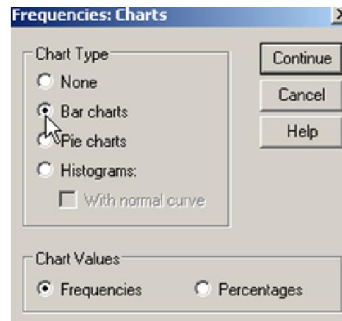 Frequencies: Charts
Chart Type
None
Bar charts
Pie charts
Histograms:
With normal curve
Continue
Cancel
Help
Chart Values
Frequencies
Percentages